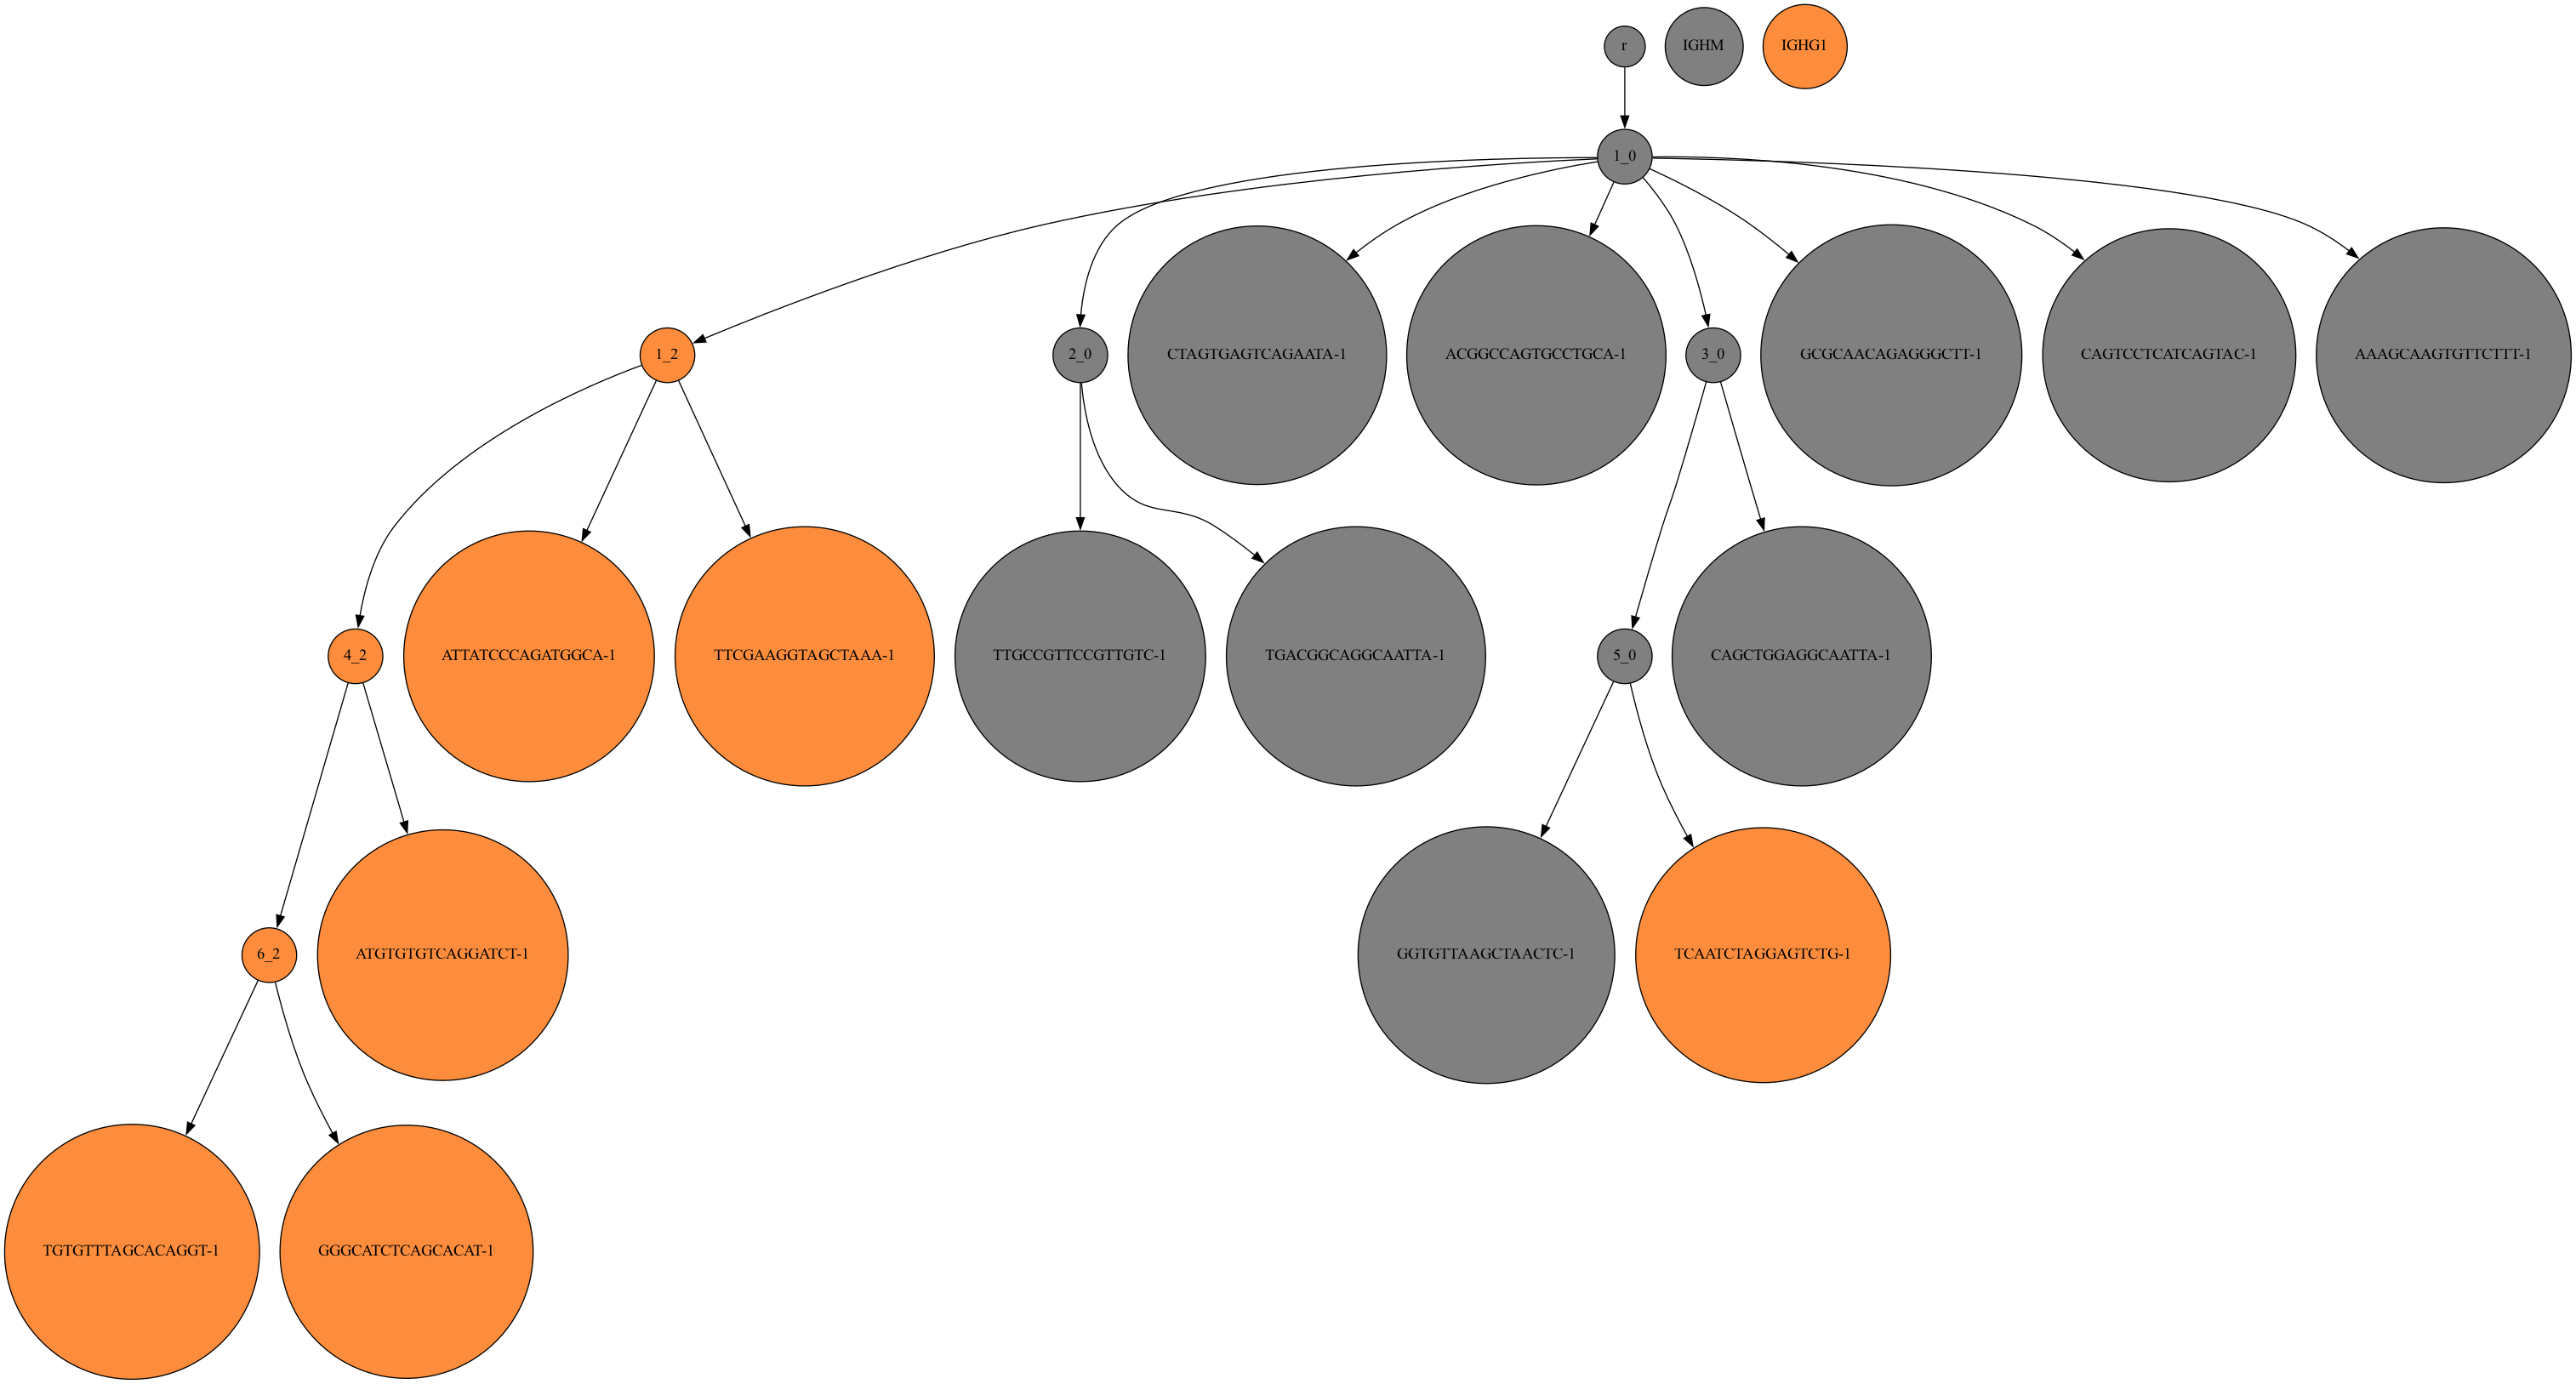 r
IGHM
IGHG1
1_0
1_2
2_0
CTAGTGAGTCAGAATA-1
ACGGCCAGTGCCTGCA-1
3_0
GCGCAACAGAGGGCTT-1
CAGTCCTCATCAGTAC-1
AAAGCAAGTGTTCTTT-1
4_2
ATTATCCCAGATGGCA-1
TTCGAAGGTAGCTAAA-1
TTGCCGTTCCGTTGTC-1
TGACGGCAGGCAATTA-1
5_0
CAGCTGGAGGCAATTA-1
6_2
ATGTGTGTCAGGATCT-1
GGTGTTAAGCTAACTC-1
TCAATCTAGGAGTCTG-1
TGTGTTTAGCACAGGT-1
GGGCATCTCAGCACAT-1